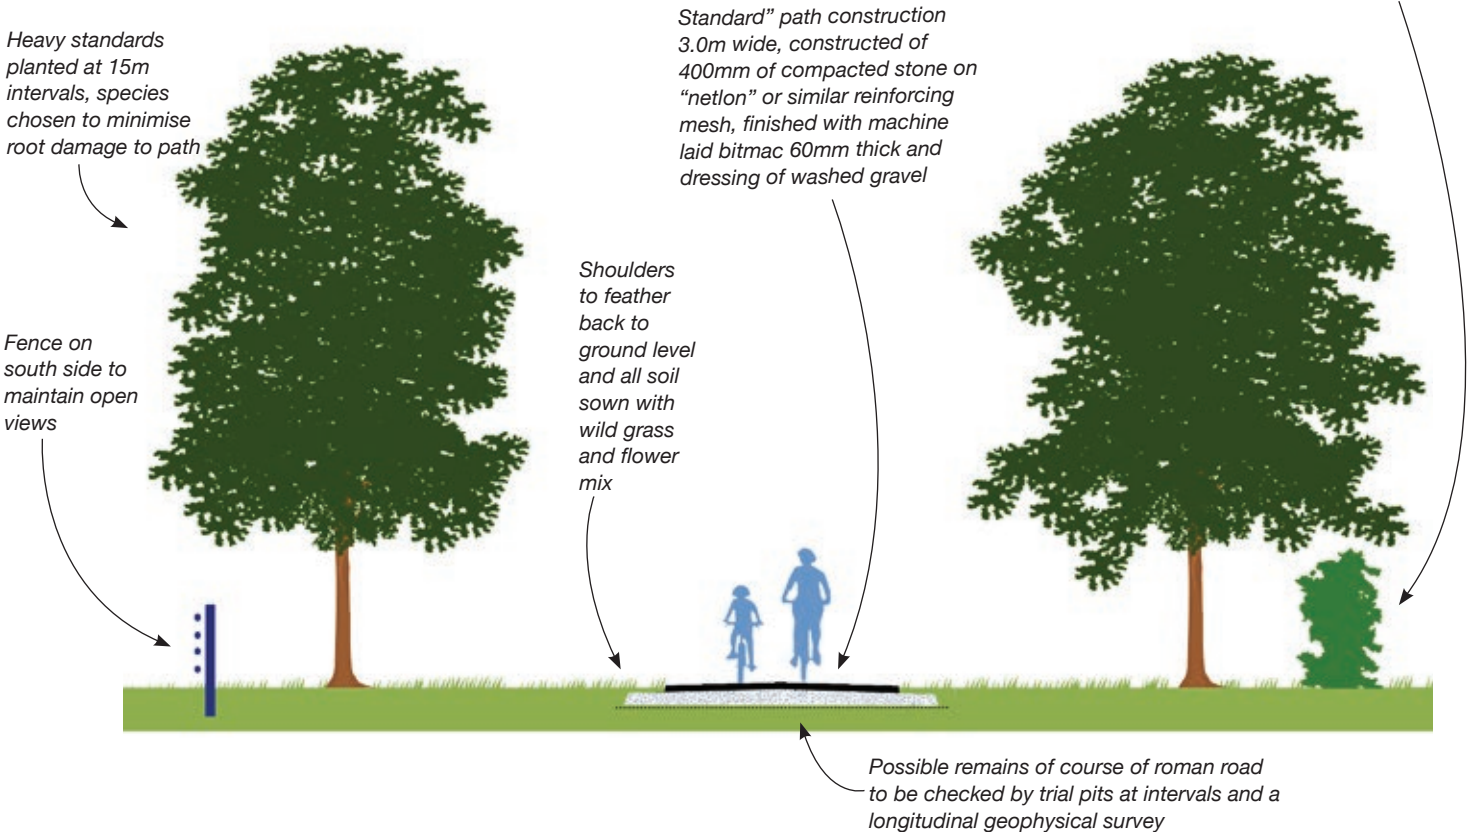 Heavy standards
planted at 15m
intervals, species
chosen to minimise
root damage to path
Standard” path construction
3.0m wide, constructed of
400mm of compacted stone on
“netlon” or similar reinforcing
mesh, finished with machine
laid bitmac 60mm thick and
dressing of washed gravel
Shoulders
to feather
back to
ground level
and all soil
sown with
wild grass
and flower
mix
Fence on
south side to
maintain open
views
Possible remains of course of roman road
to be checked by trial pits at intervals and a
longitudinal geophysical survey